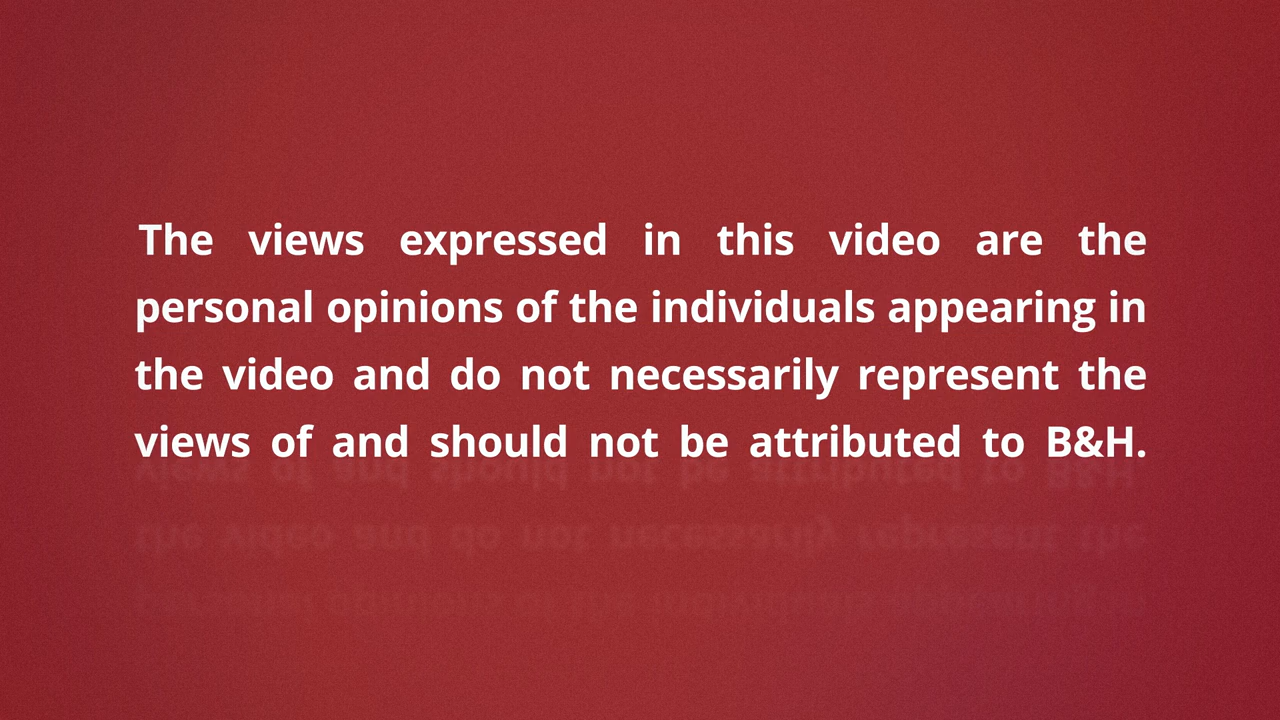 The views expressed in this video are the
personal opinions of the individuals appearing in
the video and do not necessarily represent the
views of and should not be attributed to B&H.